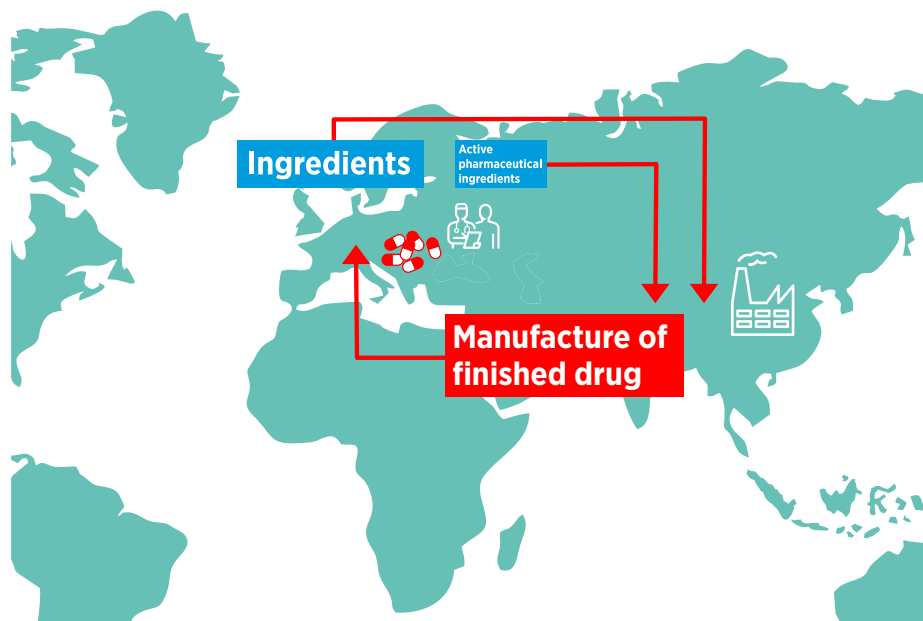 Ingredients
Active
pharmaceutical
ingredients
Manufacture of
finished drug